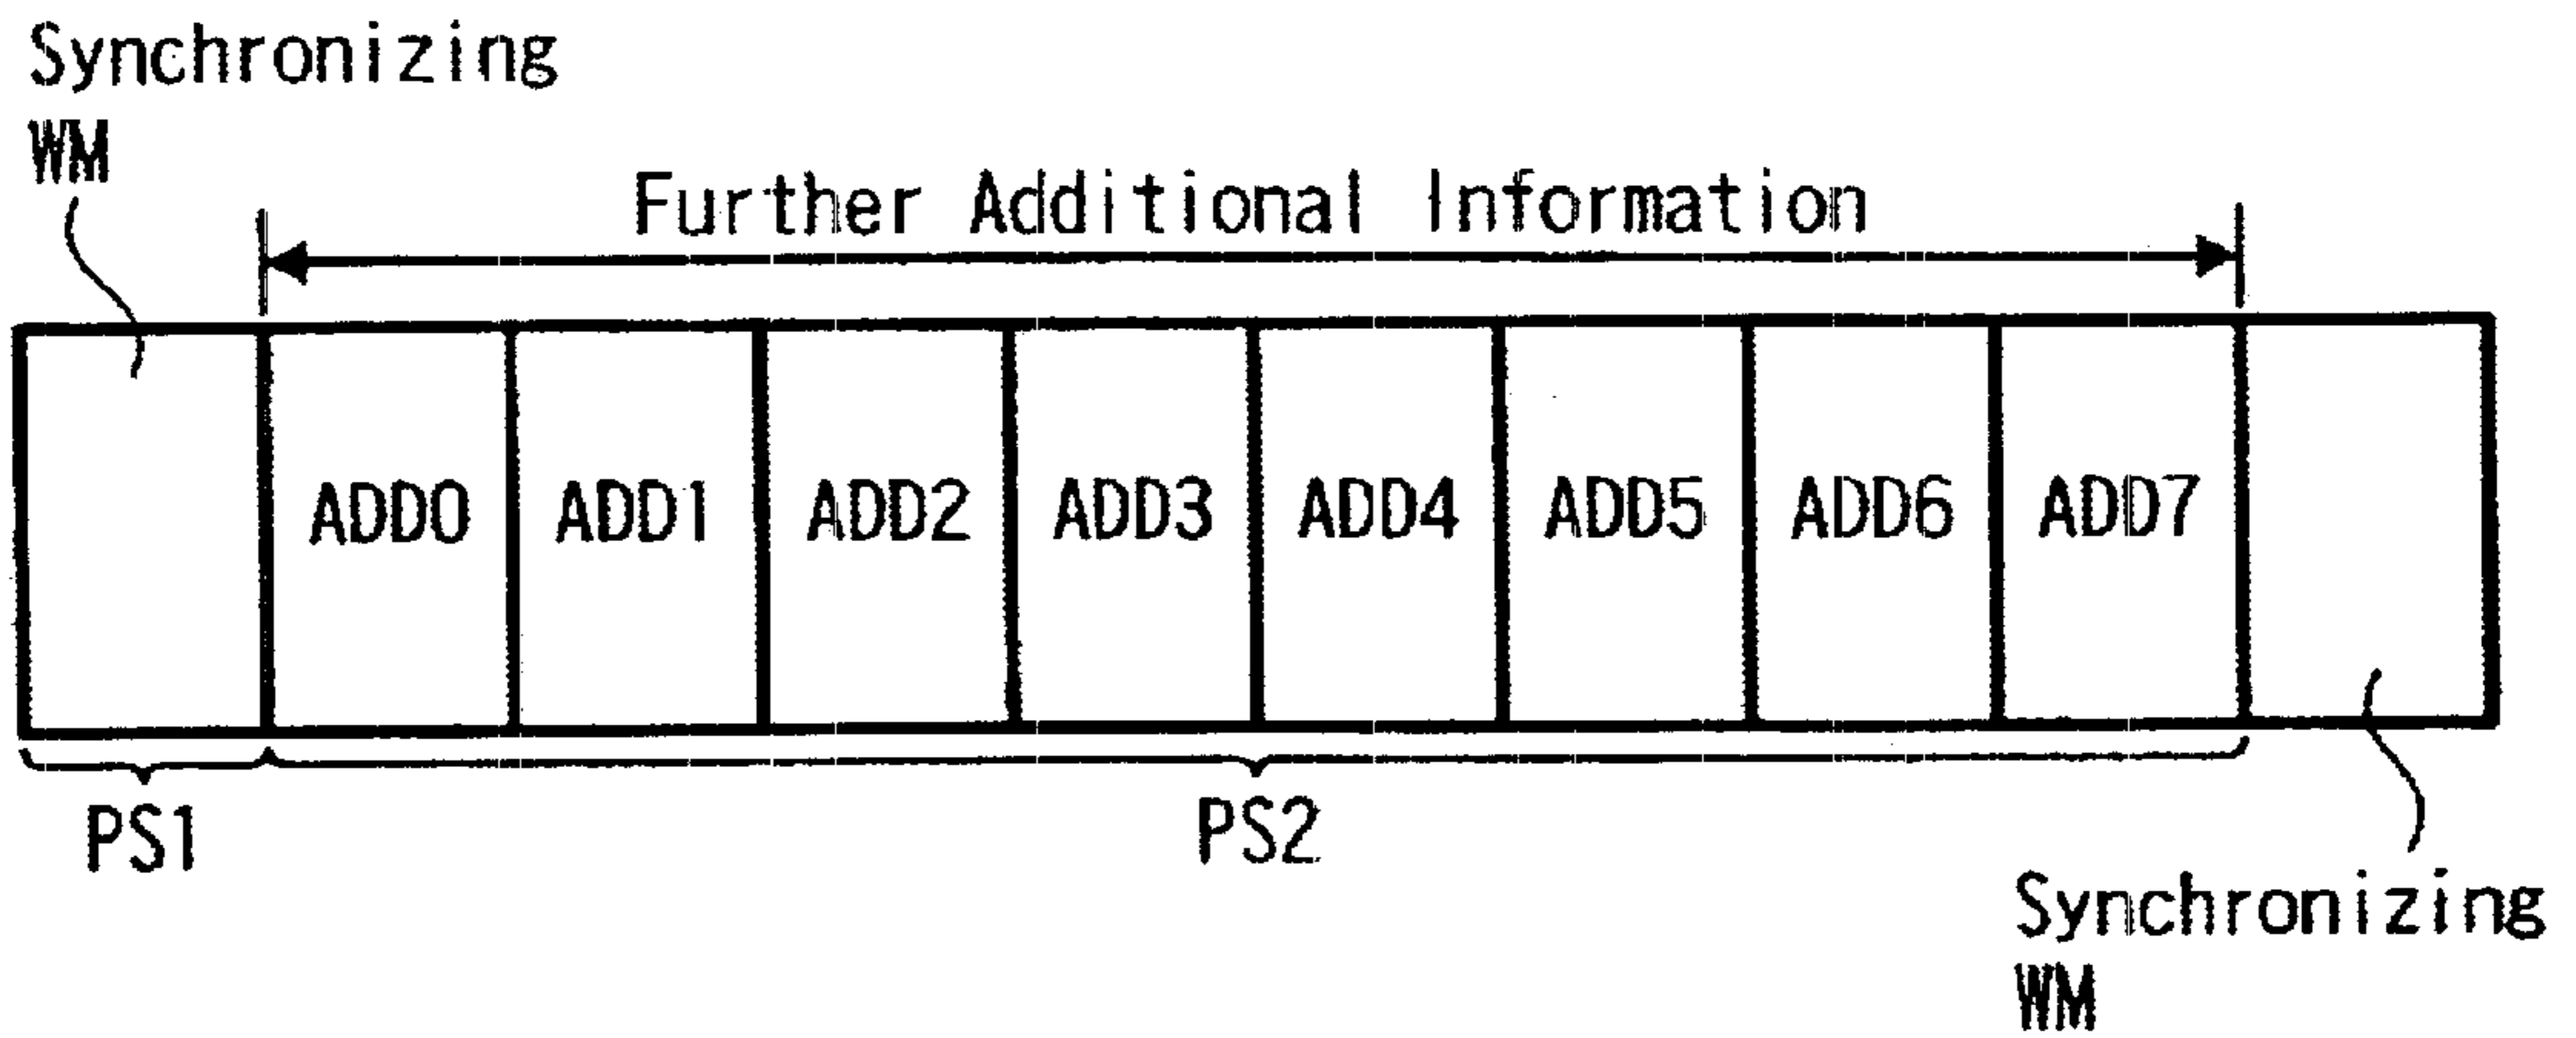 Synchronizing
WM
Further Additional Information
ADD0 ADD1 ADD2 ADD3 ADD4 ADD5 ADD6 ADD7
PS1 PS2
Synchronizing
WM